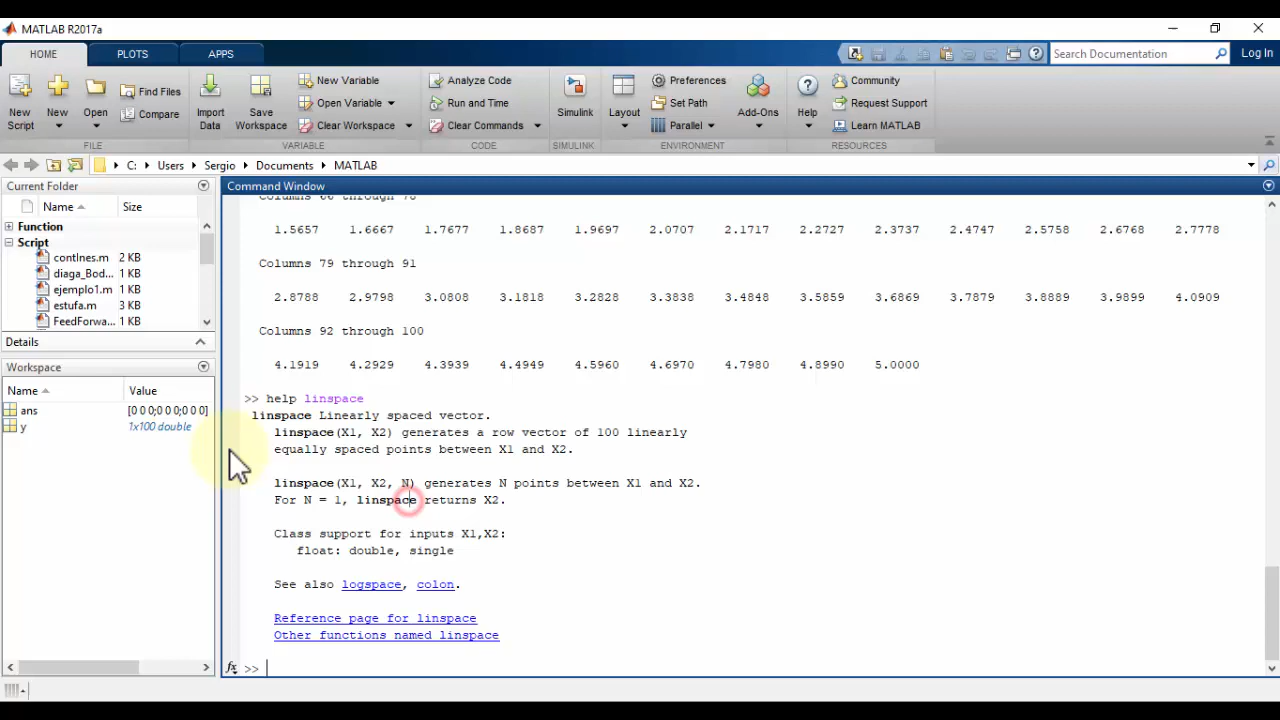 MATLAB R2017a
HOME PLOTS APPS
Search Documentation
Log In
New Script
New
Open
Find Files
Compare
Import Data
Save Workspace
New Variable
Open Variable
Clear Workspace
Analyze Code
Run and Time
Clear Commands
Simulink
Layout
Preferences
Set Path
Parallel
Add-Ons
Help
Community
Request Support
Learn MATLAB
FILE VARIABLE CODE SIMULINK ENVIRONMENT RESOURCES
C: Users Sergio Documents MATLAB
Current Folder
Name Size
Function
Script
contInes.m 2 KB
diaga_Bod... 1 KB
ejemplo1.m 1 KB
estufa.m 3 KB
FeedForwa... 1 KB
Details
Workspace
Name Value
ans [0 0 0;0 0 0;0 0 0]
y 1x100 double
Command Window
Columns 66 through 78
1.5657 1.6667 1.7677 1.8687 1.9697 2.0707 2.1717 2.2727 2.3737 2.4747 2.5758 2.6768 2.7778
Columns 79 through 91
2.8788 2.9798 3.0808 3.1818 3.2828 3.3838 3.4848 3.5859 3.6869 3.7879 3.8889 3.9899 4.0909
Columns 92 through 100
4.1919 4.2929 4.3939 4.4949 4.5960 4.6970 4.7980 4.8990 5.0000
>> help linspace
linspace Linearly spaced vector.
linspace(X1, X2) generates a row vector of 100 linearly
equally spaced points between X1 and X2.
linspace(X1, X2, N) generates N points between X1 and X2.
For N = 1, linspace returns X2.
Class support for inputs X1,X2:
float: double, single
See also logspace, colon.
Reference page for linspace
Other functions named linspace
fx >>